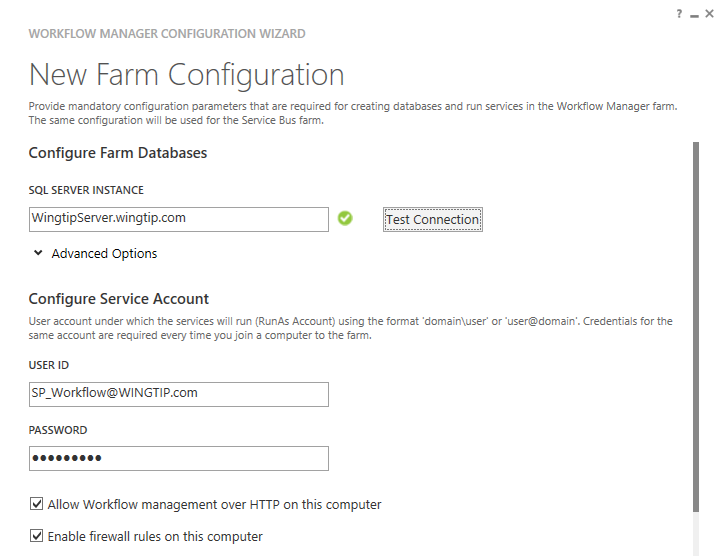 ?
WORKFLOW MANAGER CONFIGURATION WIZARD
New Farm Configuration
Provide mandatory configuration parameters that are required for creating databases and run services in the Workflow Manager farm.
The same configuration will be used for the Service Bus farm.
Configure Farm Databases
SQL SERVER INSTANCE
WingtipServer.wingtip.com
Test Connection
Advanced Options
Configure Service Account
User account under which the services will run (RunAs Account) using the format 'domain\user' or 'user@domain'. Credentials for the
same account are required every time you join a computer to the farm.
USER ID
SP_Workflow@WINGTIP.com
PASSWORD
●●●●●●●●●
Allow Workflow management over HTTP on this computer
Enable firewall rules on this computer